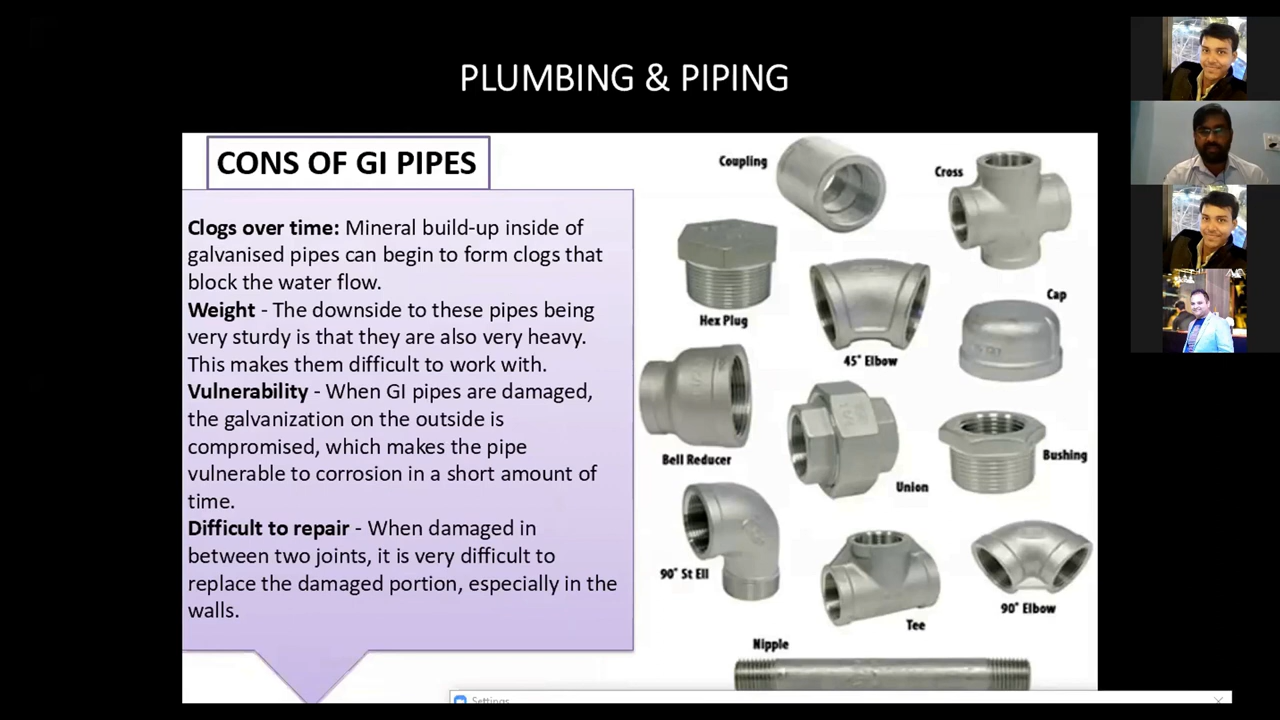 PLUMBING & PIPING
CONS OF GI PIPES
Clogs over time: Mineral build-up inside of
galvanised pipes can begin to form clogs that
block the water flow.
Weight - The downside to these pipes being
very sturdy is that they are also very heavy.
This makes them difficult to work with.
Vulnerability - When GI pipes are damaged,
the galvanization on the outside is
compromised, which makes the pipe
vulnerable to corrosion in a short amount of
time.
Difficult to repair - When damaged in
between two joints, it is very difficult to
replace the damaged portion, especially in the
walls.
Coupling
Cross
Hex Plug
45° Elbow
Cap
Bell Reducer
Union
Bushing
90° St Ell
Tee
90° Elbow
Nipple
Settings